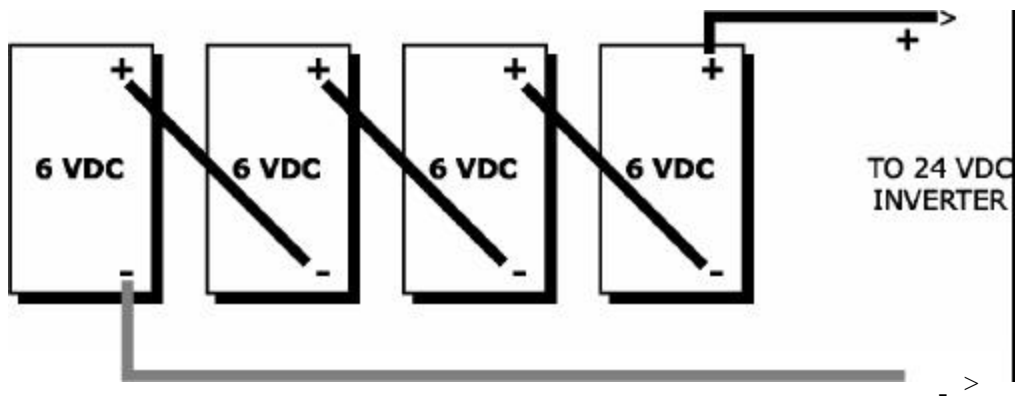 >
+
+ + + +
6 VDC 6 VDC 6 VDC 6 VDC
TO 24 VDC
INVERTER
- - - -
- >